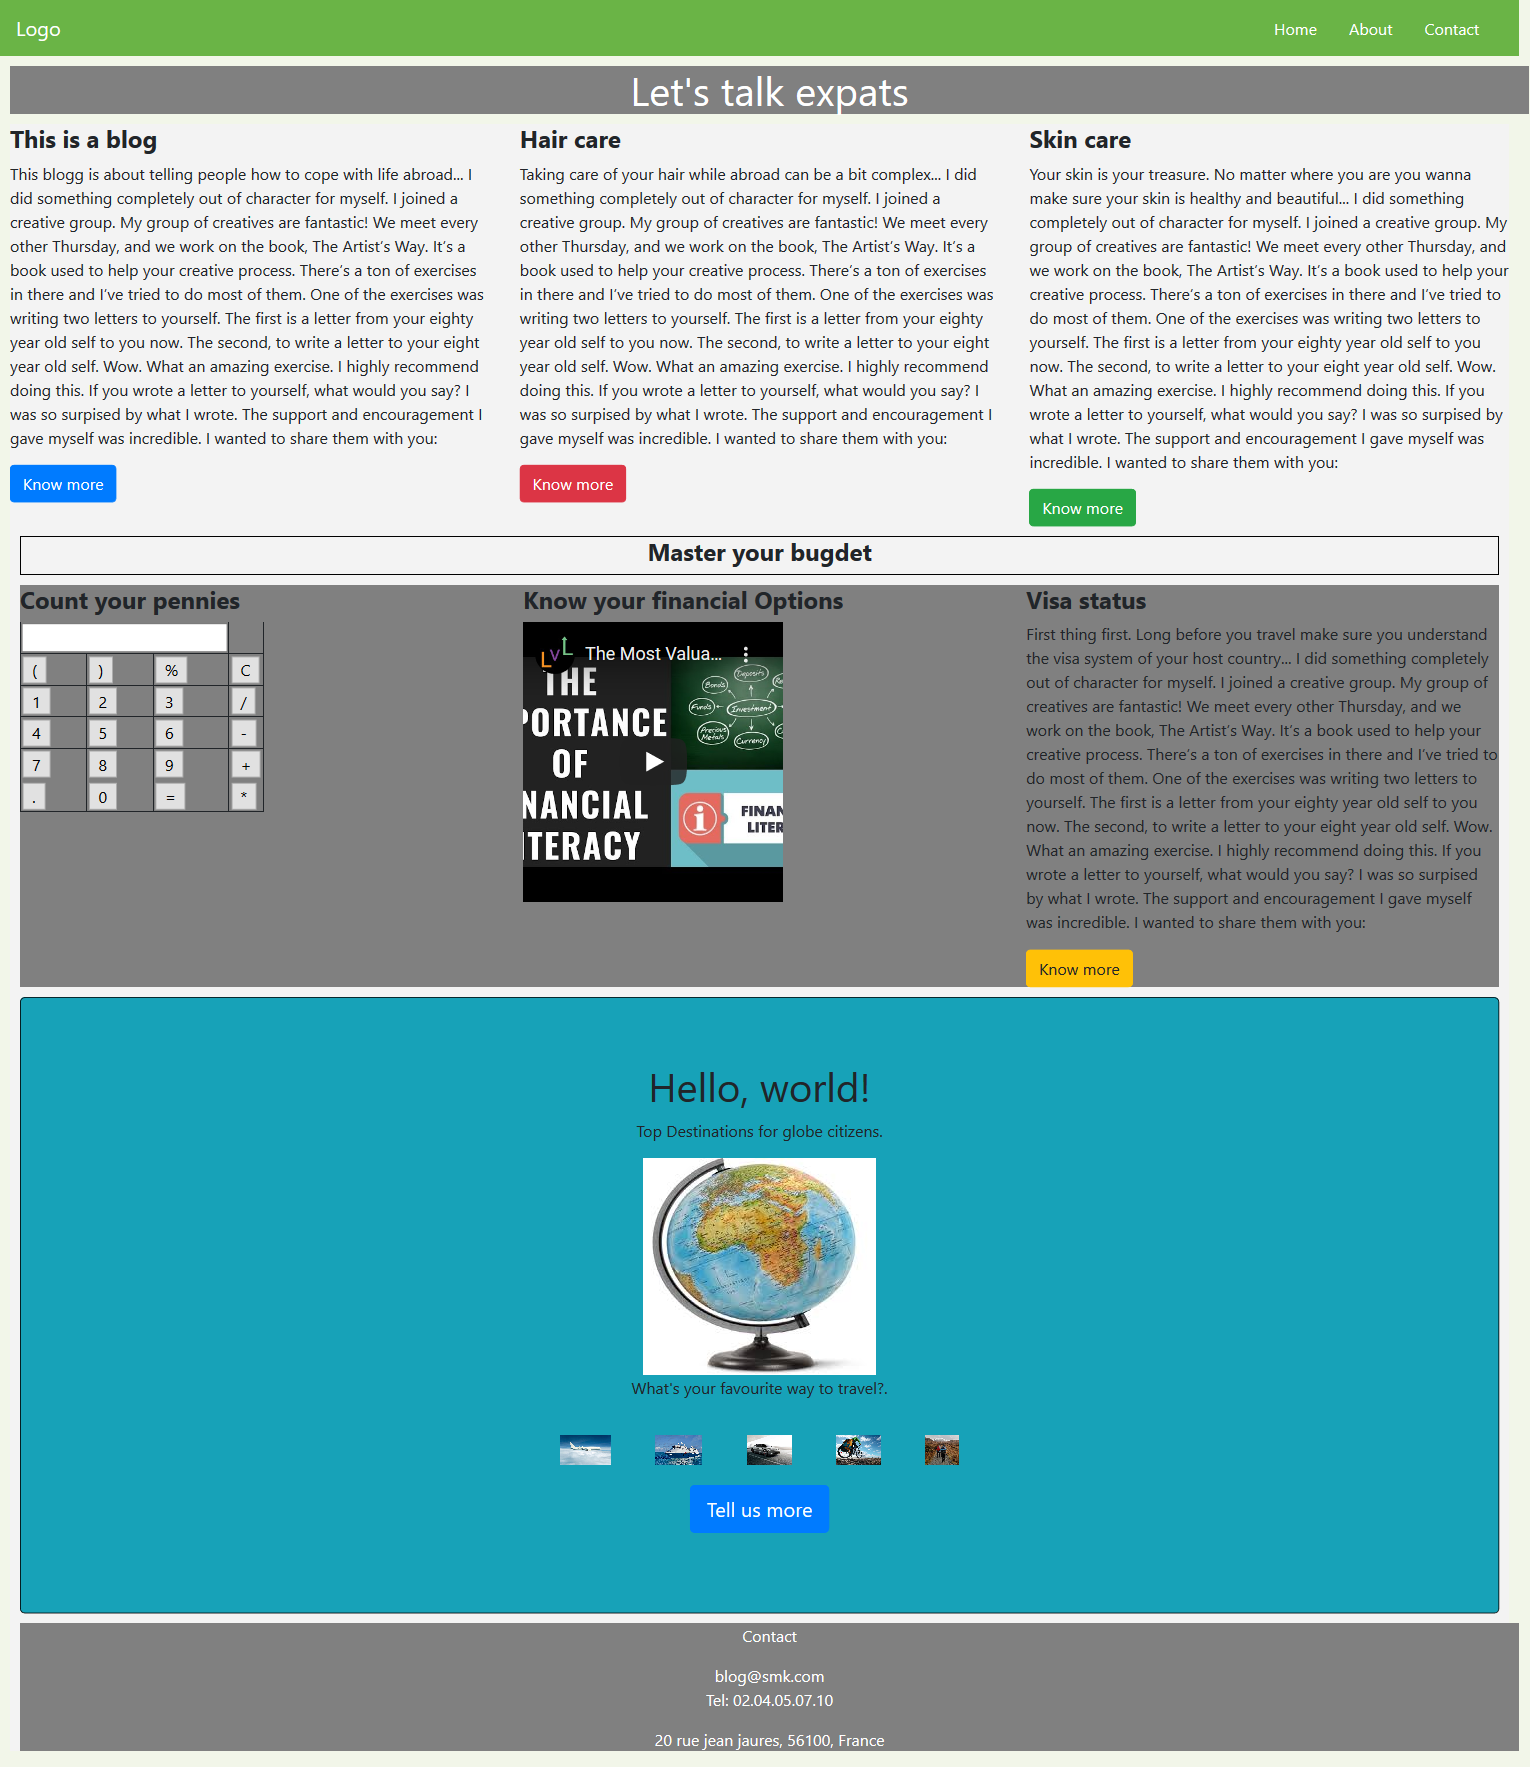 Logo
Home About Contact
Let's talk expats
This is a blog
This blogg is about telling people how to cope with life abroad... I
did something completely out of character for myself. I joined a
creative group. My group of creatives are fantastic! We meet every
other Thursday, and we work on the book, The Artist’s Way. It’s a
book used to help your creative process. There’s a ton of exercises
in there and I’ve tried to do most of them. One of the exercises was
writing two letters to yourself. The first is a letter from your eighty
year old self to you now. The second, to write a letter to your eight
year old self. Wow. What an amazing exercise. I highly recommend
doing this. If you wrote a letter to yourself, what would you say? I
was so surpised by what I wrote. The support and encouragement I
gave myself was incredible. I wanted to share them with you:
Know more
Hair care
Taking care of your hair while abroad can be a bit complex... I did
something completely out of character for myself. I joined a
creative group. My group of creatives are fantastic! We meet every
other Thursday, and we work on the book, The Artist’s Way. It’s a
book used to help your creative process. There’s a ton of exercises
in there and I’ve tried to do most of them. One of the exercises was
writing two letters to yourself. The first is a letter from your eighty
year old self to you now. The second, to write a letter to your eight
year old self. Wow. What an amazing exercise. I highly recommend
doing this. If you wrote a letter to yourself, what would you say? I
was so surpised by what I wrote. The support and encouragement I
gave myself was incredible. I wanted to share them with you:
Know more
Skin care
Your skin is your treasure. No matter where you are you wanna
make sure your skin is healthy and beautiful... I did something
completely out of character for myself. I joined a creative group. My
group of creatives are fantastic! We meet every other Thursday, and
we work on the book, The Artist’s Way. It’s a book used to help your
creative process. There’s a ton of exercises in there and I’ve tried to
do most of them. One of the exercises was writing two letters to
yourself. The first is a letter from your eighty year old self to you
now. The second, to write a letter to your eight year old self. Wow.
What an amazing exercise. I highly recommend doing this. If you
wrote a letter to yourself, what would you say? I was so surpised by
what I wrote. The support and encouragement I gave myself was
incredible. I wanted to share them with you:
Know more
Master your bugdet
Count your pennies
( ) % C
1 2 3 /
4 5 6 -
7 8 9 +
. 0 = *
Know your financial Options
LVL
The Most Valua...
THE
PORTANCE
OF
NANCIAL
ITERACY
Deposits
Bonds
Re
Funds
Investment
Precious
Metals
Currency
FINAN
LITER
Visa status
First thing first. Long before you travel make sure you understand
the visa system of your host country... I did something completely
out of character for myself. I joined a creative group. My group of
creatives are fantastic! We meet every other Thursday, and we
work on the book, The Artist’s Way. It’s a book used to help your
creative process. There’s a ton of exercises in there and I’ve tried to
do most of them. One of the exercises was writing two letters to
yourself. The first is a letter from your eighty year old self to you
now. The second, to write a letter to your eight year old self. Wow.
What an amazing exercise. I highly recommend doing this. If you
wrote a letter to yourself, what would you say? I was so surpised
by what I wrote. The support and encouragement I gave myself
was incredible. I wanted to share them with you:
Know more
Hello, world!
Top Destinations for globe citizens.
What's your favourite way to travel?.
Tell us more
Contact
blog@smk.com
Tel: 02.04.05.07.10
20 rue jean jaures, 56100, France